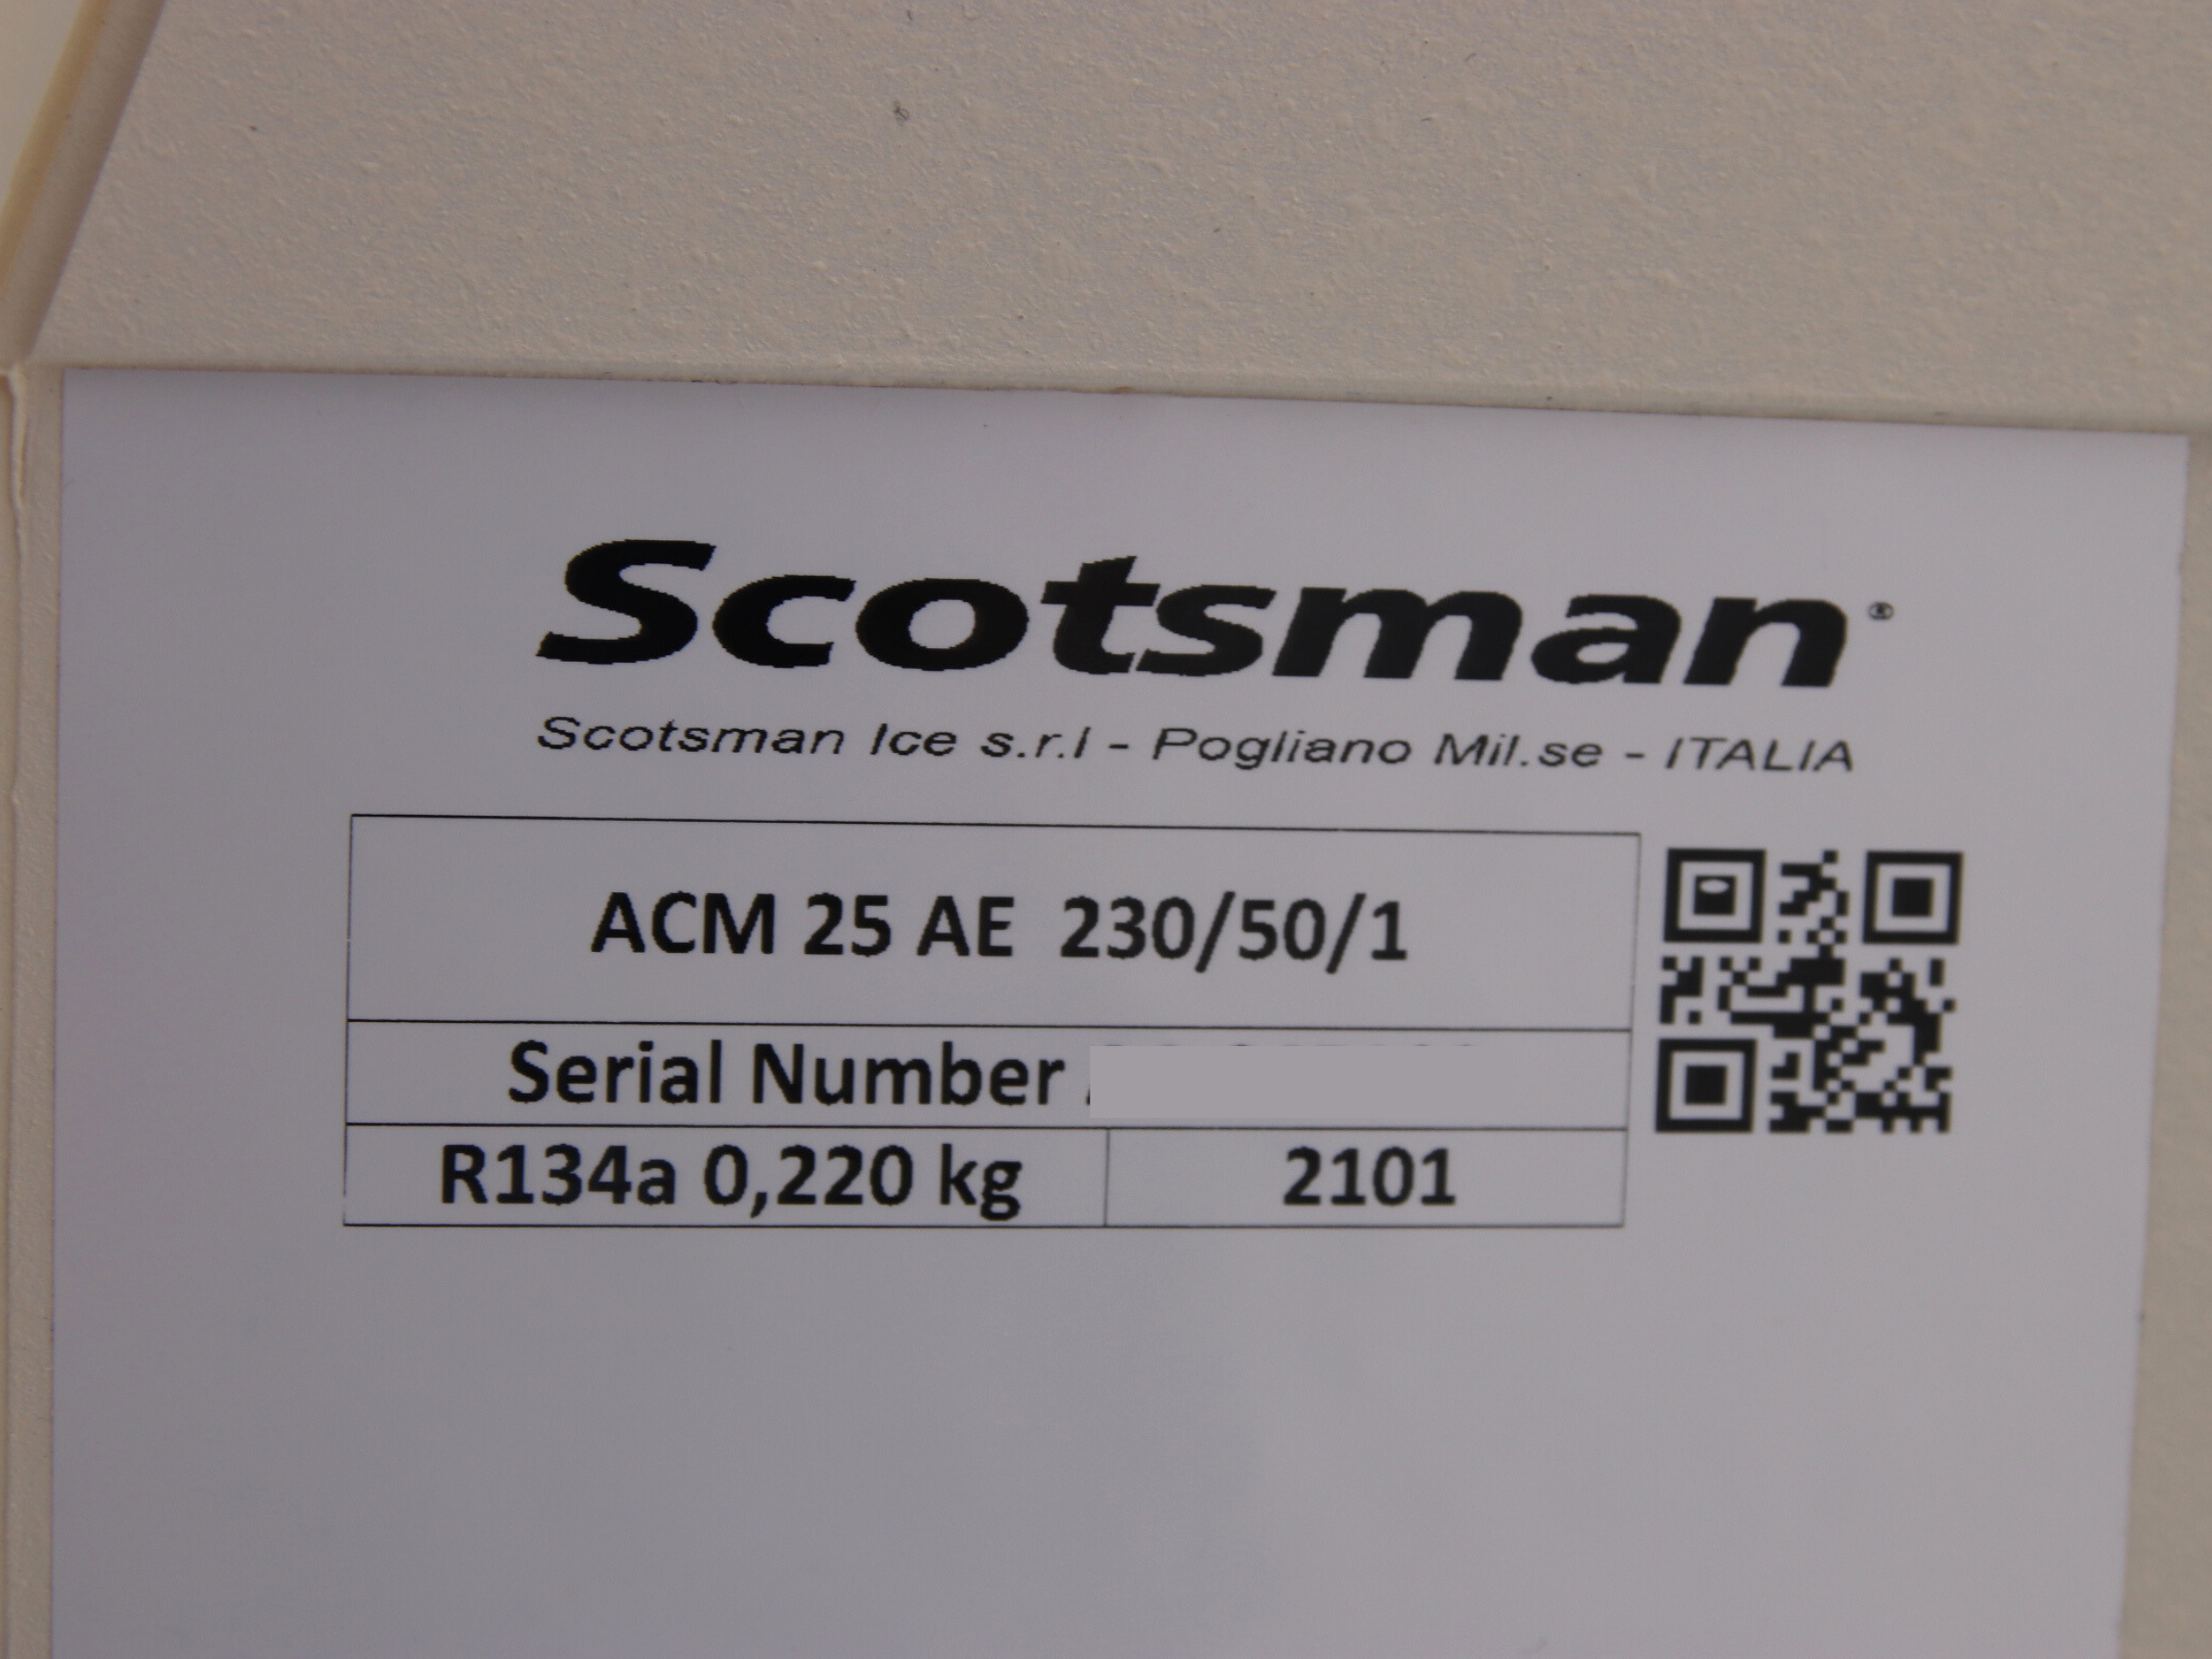 Scotsman®
Scotsman Ice s.r.l - Pogliano Mil.se - ITALIA
ACM 25 AE 230/50/1
Serial Number
R134a 0,220 kg 2101